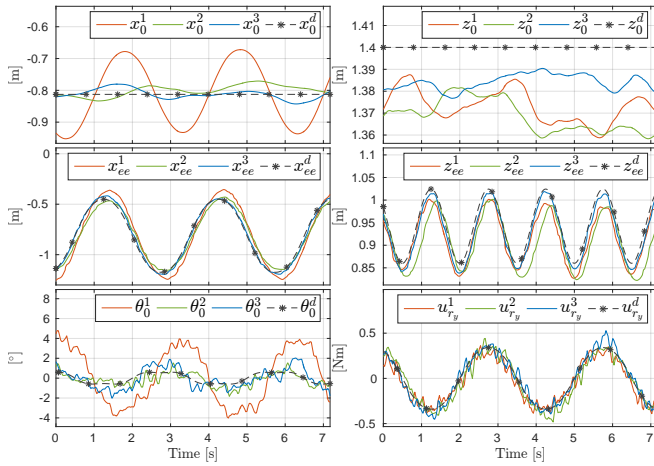 x_0^1 x_0^2 x_0^3 x_0^d
-0.6
-0.7
-0.8
-0.9
[m]
z_0^1 z_0^2 z_0^3 z_0^d
1.41
1.4
1.39
1.38
1.37
1.36
[m]
x_{ee}^1 x_{ee}^2 x_{ee}^3 x_{ee}^d
0
-0.5
-1
[m]
z_{ee}^1 z_{ee}^2 z_{ee}^3 z_{ee}^d
1.05
1
0.95
0.9
0.85
[m]
θ_0^1 θ_0^2 θ_0^3 θ_0^d
4
2
0
-2
-4
[°]
0 1 2 3 4 5 6 7
Time [s]
u_{r_y}^1 u_{r_y}^2 u_{r_y}^3 u_{r_y}^d
0.5
0
-0.5
[Nm]
0 1 2 3 4 5 6 7
Time [s]